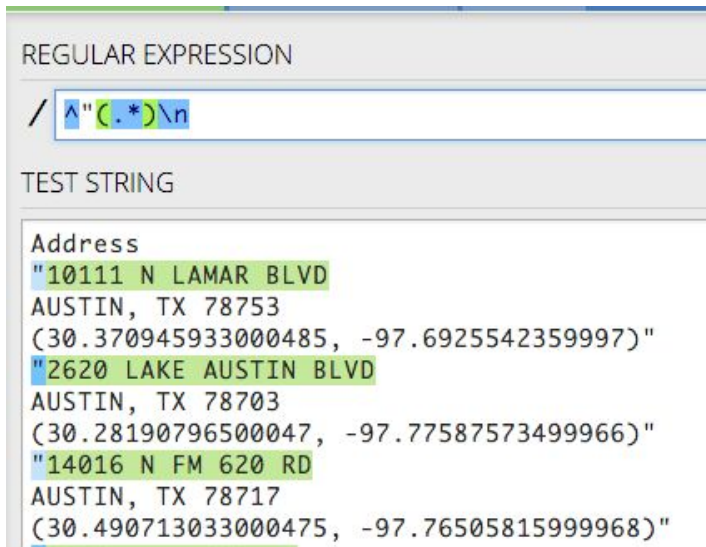 REGULAR EXPRESSION
/ ^"(.*)\n
TEST STRING
Address
"10111 N LAMAR BLVD
AUSTIN, TX 78753
(30.370945933000485, -97.6925542359997)"
"2620 LAKE AUSTIN BLVD
AUSTIN, TX 78703
(30.28190796500047, -97.77587573499966)"
"14016 N FM 620 RD
AUSTIN, TX 78717
(30.490713033000475, -97.76505815999968)"